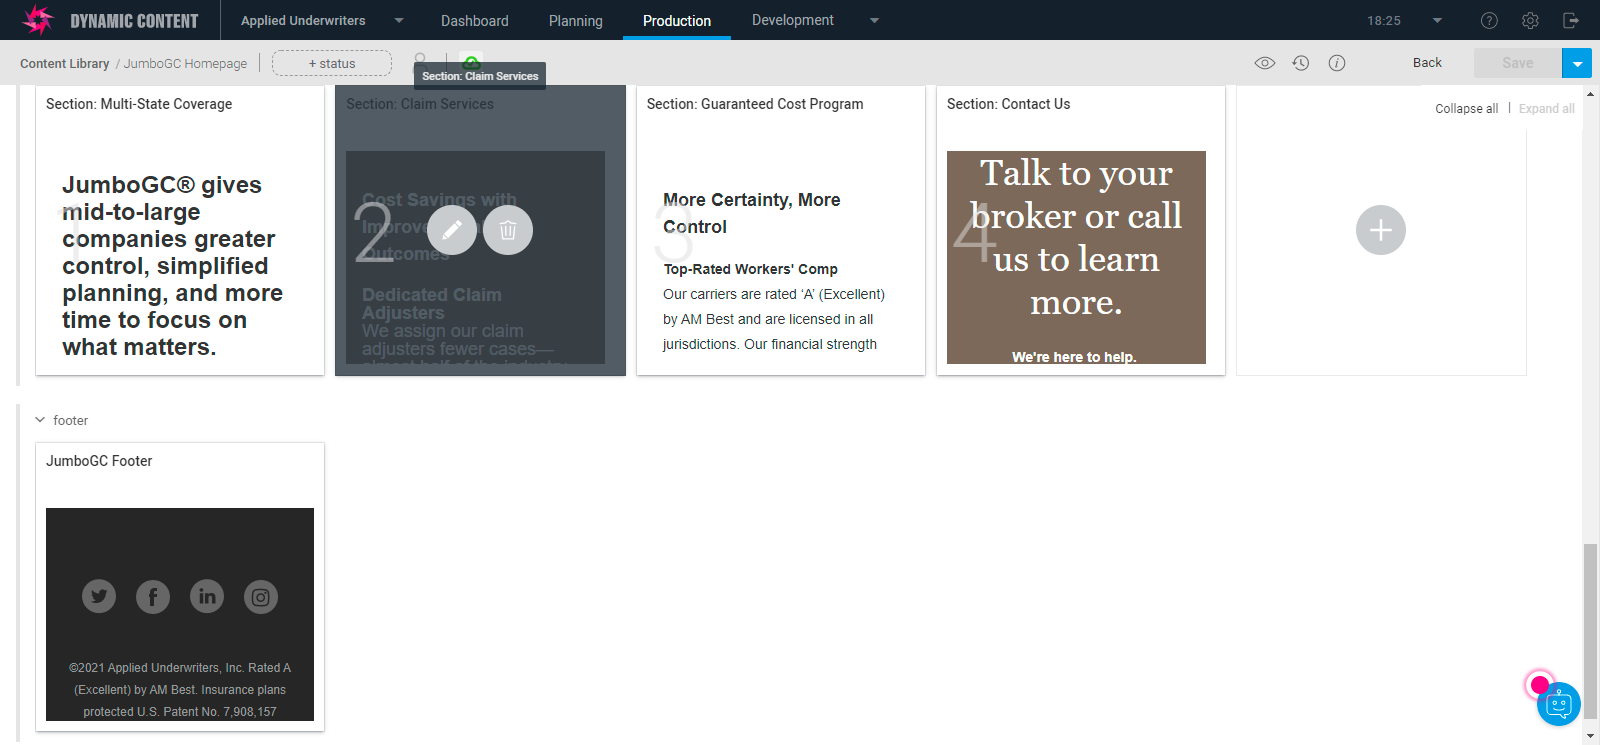 DYNAMIC CONTENT
Applied Underwriters
Dashboard
Planning
Production
Development
18:25
Content Library / JumboGC Homepage
+ status
Section: Claim Services
Back
Save
Collapse all | Expand all
Section: Multi-State Coverage
JumboGC® gives
mid-to-large
companies greater
control, simplified
planning, and more
time to focus on
what matters.
1
Section: Claim Services
Cost Savings with
Outcomes
2
Dedicated Claim
Adjusters
We assign our claim
adjusters fewer cases—
almost half of the industry
Section: Guaranteed Cost Program
More Certainty, More
Control
3
Top-Rated Workers' Comp
Our carriers are rated ‘A’ (Excellent)
by AM Best and are licensed in all
jurisdictions. Our financial strength
Section: Contact Us
Talk to your
broker or call
us to learn
more.
4
We're here to help.
footer
JumboGC Footer
©2021 Applied Underwriters, Inc. Rated A
(Excellent) by AM Best. Insurance plans
protected U.S. Patent No. 7,908,157